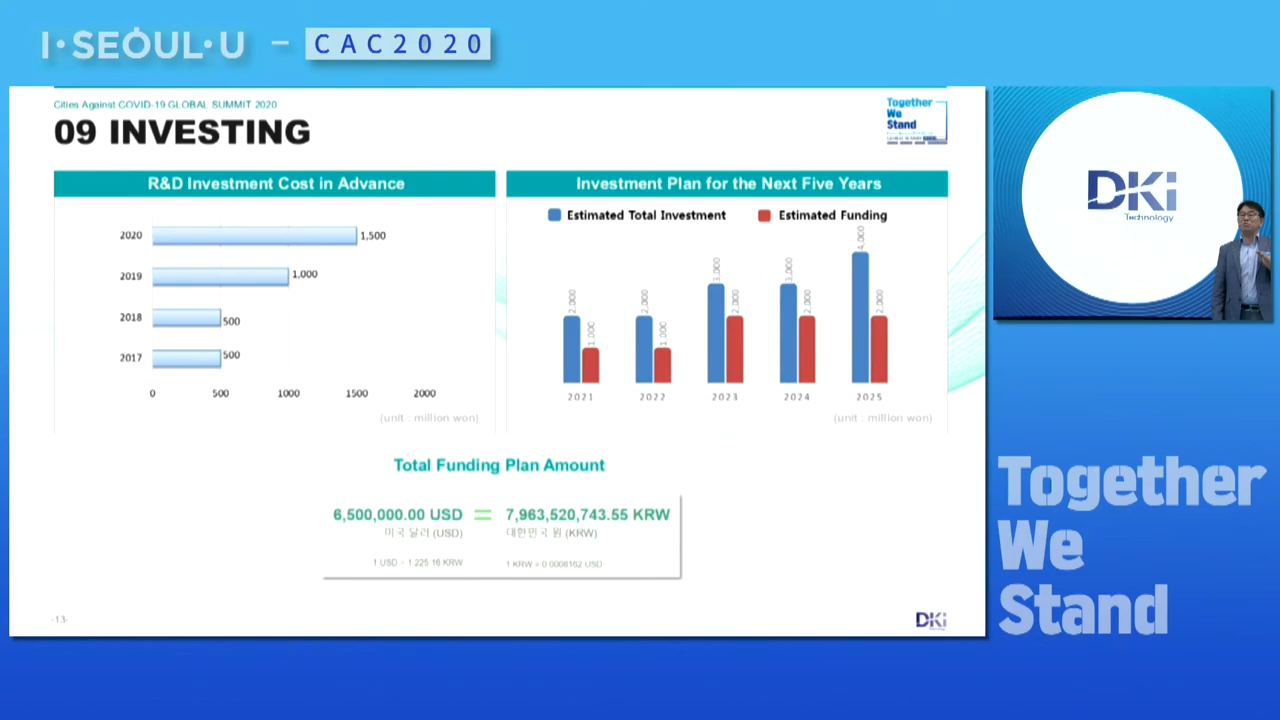 I·SEOUL·U – CAC2020
Cities Against COVID-19 GLOBAL SUMMIT 2020
09 INVESTING
Together
We
Stand
R&D Investment Cost in Advance
2020 1,500
2019 1,000
2018 500
2017 500
0 500 1000 1500 2000
(unit : million won)
Investment Plan for the Next Five Years
Estimated Total Investment Estimated Funding
2,000 1,000 2,000 1,000 3,000 2,000 3,000 2,000 4,000 2,000
2021 2022 2023 2024 2025
(unit : million won)
Total Funding Plan Amount
6,500,000.00 USD = 7,963,520,743.55 KRW
미국 달러 (USD) 대한민국 원 (KRW)
1 USD = 1,225.16 KRW 1 KRW = 0.0008162 USD
-13-
DKi
DKi
Technology
Together
We
Stand